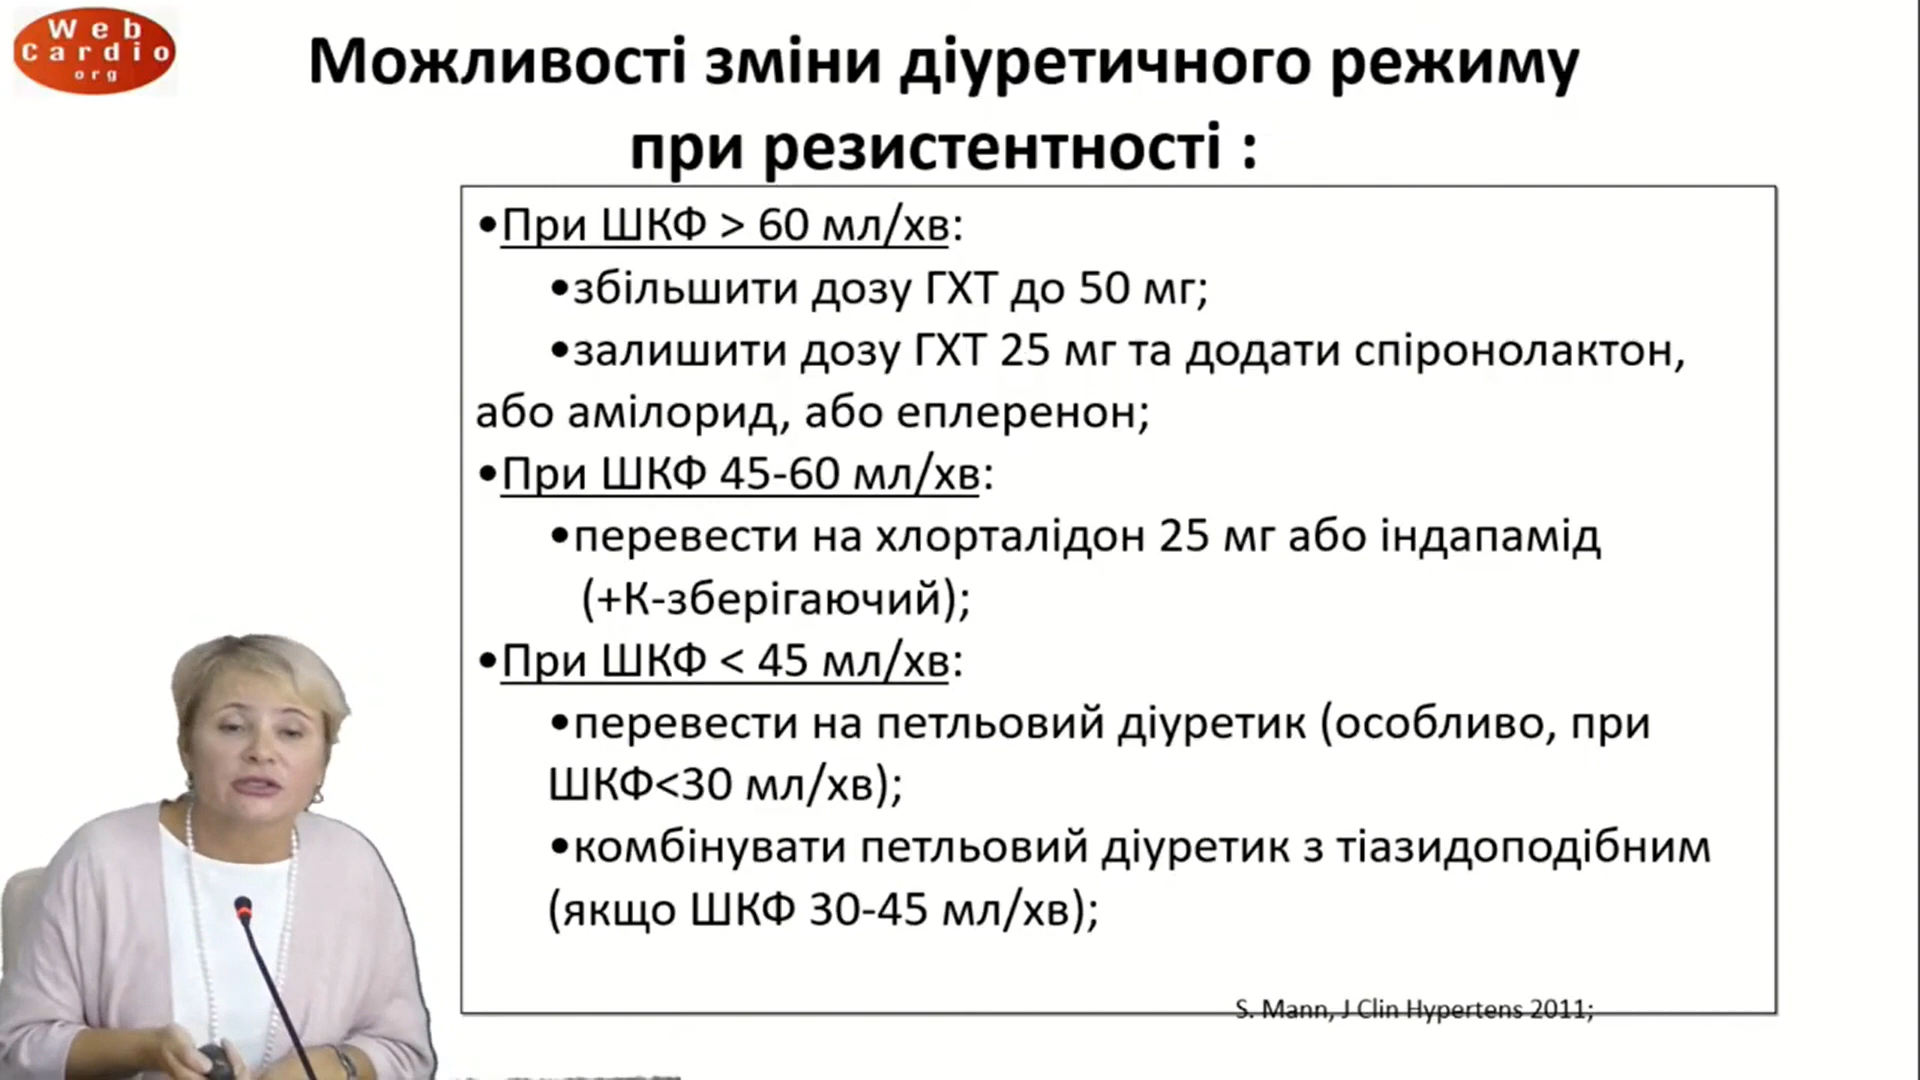 Web
Cardio
org
Можливості зміни діуретичного режиму
при резистентності :
•При ШКФ > 60 мл/хв:
•збільшити дозу ГХТ до 50 мг;
•залишити дозу ГХТ 25 мг та додати спіронолактон,
або амілорид, або еплеренон;
•При ШКФ 45-60 мл/хв:
•перевести на хлорталідон 25 мг або індапамід
(+К-зберігаючий);
•При ШКФ < 45 мл/хв:
•перевести на петльовий діуретик (особливо, при
ШКФ<30 мл/хв);
•комбінувати петльовий діуретик з тіазидоподібним
(якщо ШКФ 30-45 мл/хв);
S. Mann, J Clin Hypertens 2011;